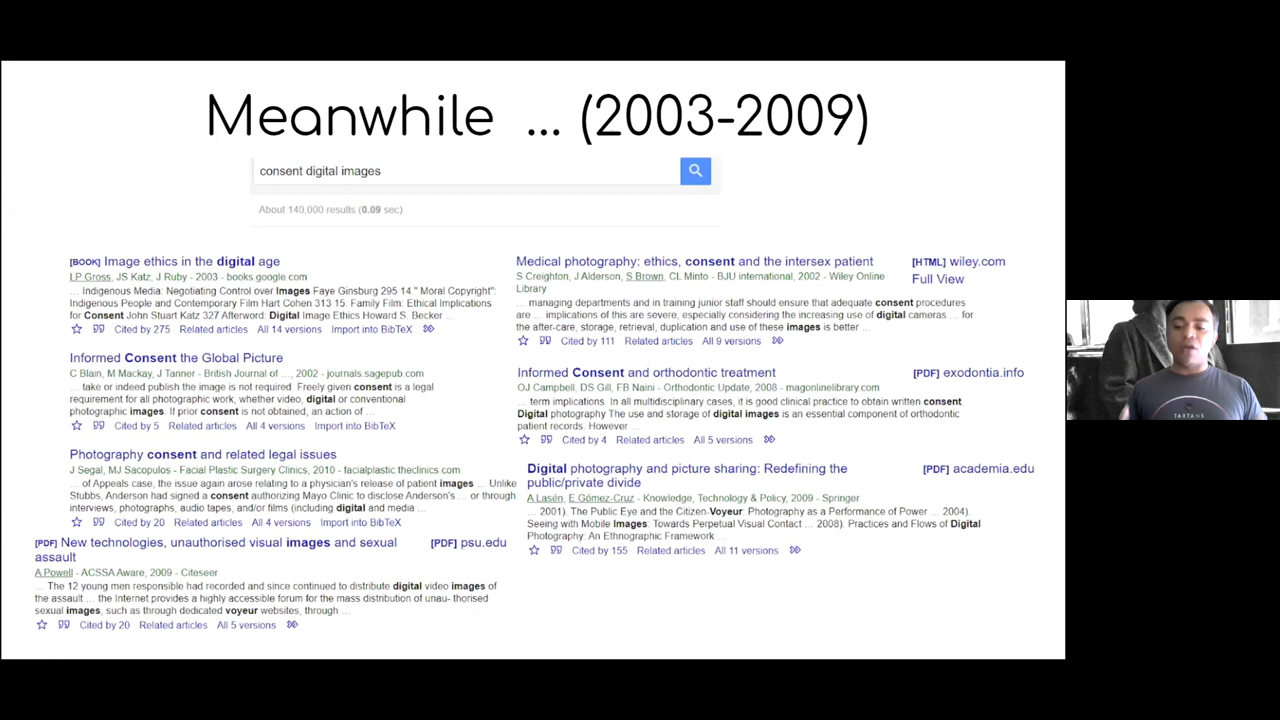 Meanwhile ... (2003-2009)
consent digital images
About 140,000 results (0.09 sec)
[BOOK] Image ethics in the digital age
LP Gross, JS Katz, J Ruby - 2003 - books.google.com
... Indigenous Media: Negotiating Control over Images Faye Ginsburg 295 14." Moral Copyright":
Indigenous People and Contemporary Film Hart Cohen 313 15. Family Film: Ethical Implications
for Consent John Stuart Katz 327 Afterword: Digital Image Ethics Howard S. Becker ...
Cited by 275 Related articles All 14 versions Import into BibTeX
Informed Consent the Global Picture
C Blain, M Mackay, J Tanner - British Journal of ..., 2002 - journals.sagepub.com
... take or indeed publish the image is not required. Freely given consent is a legal
requirement for all photographic work, whether video, digital or conventional
photographic images. If prior consent is not obtained, an action of ...
Cited by 5 Related articles All 4 versions Import into BibTeX
Photography consent and related legal issues
J Segal, MJ Sacopulos - Facial Plastic Surgery Clinics, 2010 - facialplastic.theclinics.com
... of Appeals case, the issue again arose relating to a physician's release of patient images ... Unlike
Stubbs, Anderson had signed a consent authorizing Mayo Clinic to disclose Anderson's ... or through
interviews, photographs, audio tapes, and/or films (including digital and media ...
Cited by 20 Related articles All 4 versions Import into BibTeX
[PDF] New technologies, unauthorised visual images and sexual
assault
[PDF] psu.edu
A Powell - ACSSA Aware, 2009 - Citeseer
... The 12 young men responsible had recorded and since continued to distribute digital video images of
the assault ... the Internet provides a highly accessible forum for the mass distribution of unau- thorised
sexual images, such as through dedicated voyeur websites, through ...
Cited by 20 Related articles All 5 versions
Medical photography: ethics, consent and the intersex patient
[HTML] wiley.com
Full View
S Creighton, J Alderson, S Brown, CL Minto - BJU international, 2002 - Wiley Online
Library
... managing departments and in training junior staff should ensure that adequate consent procedures
are ... implications of this are severe, especially considering the increasing use of digital cameras ... for
the after-care, storage, retrieval, duplication and use of these images is better ...
Cited by 111 Related articles All 9 versions
Informed Consent and orthodontic treatment
[PDF] exodontia.info
OJ Campbell, DS Gill, FB Naini - Orthodontic Update, 2008 - magonlinelibrary.com
... term implications. In all multidisciplinary cases, it is good clinical practice to obtain written consent.
Digital photography The use and storage of digital images is an essential component of orthodontic
patient records. However ...
Cited by 4 Related articles All 5 versions
Digital photography and picture sharing: Redefining the
public/private divide
[PDF] academia.edu
A Lasén, E Gómez-Cruz - Knowledge, Technology & Policy, 2009 - Springer
... 2001). The Public Eye and the Citizen-Voyeur: Photography as a Performance of Power ... 2004).
Seeing with Mobile Images: Towards Perpetual Visual Contact ... 2008). Practices and Flows of Digital
Photography: An Ethnographic Framework ...
Cited by 155 Related articles All 11 versions
TARTANS